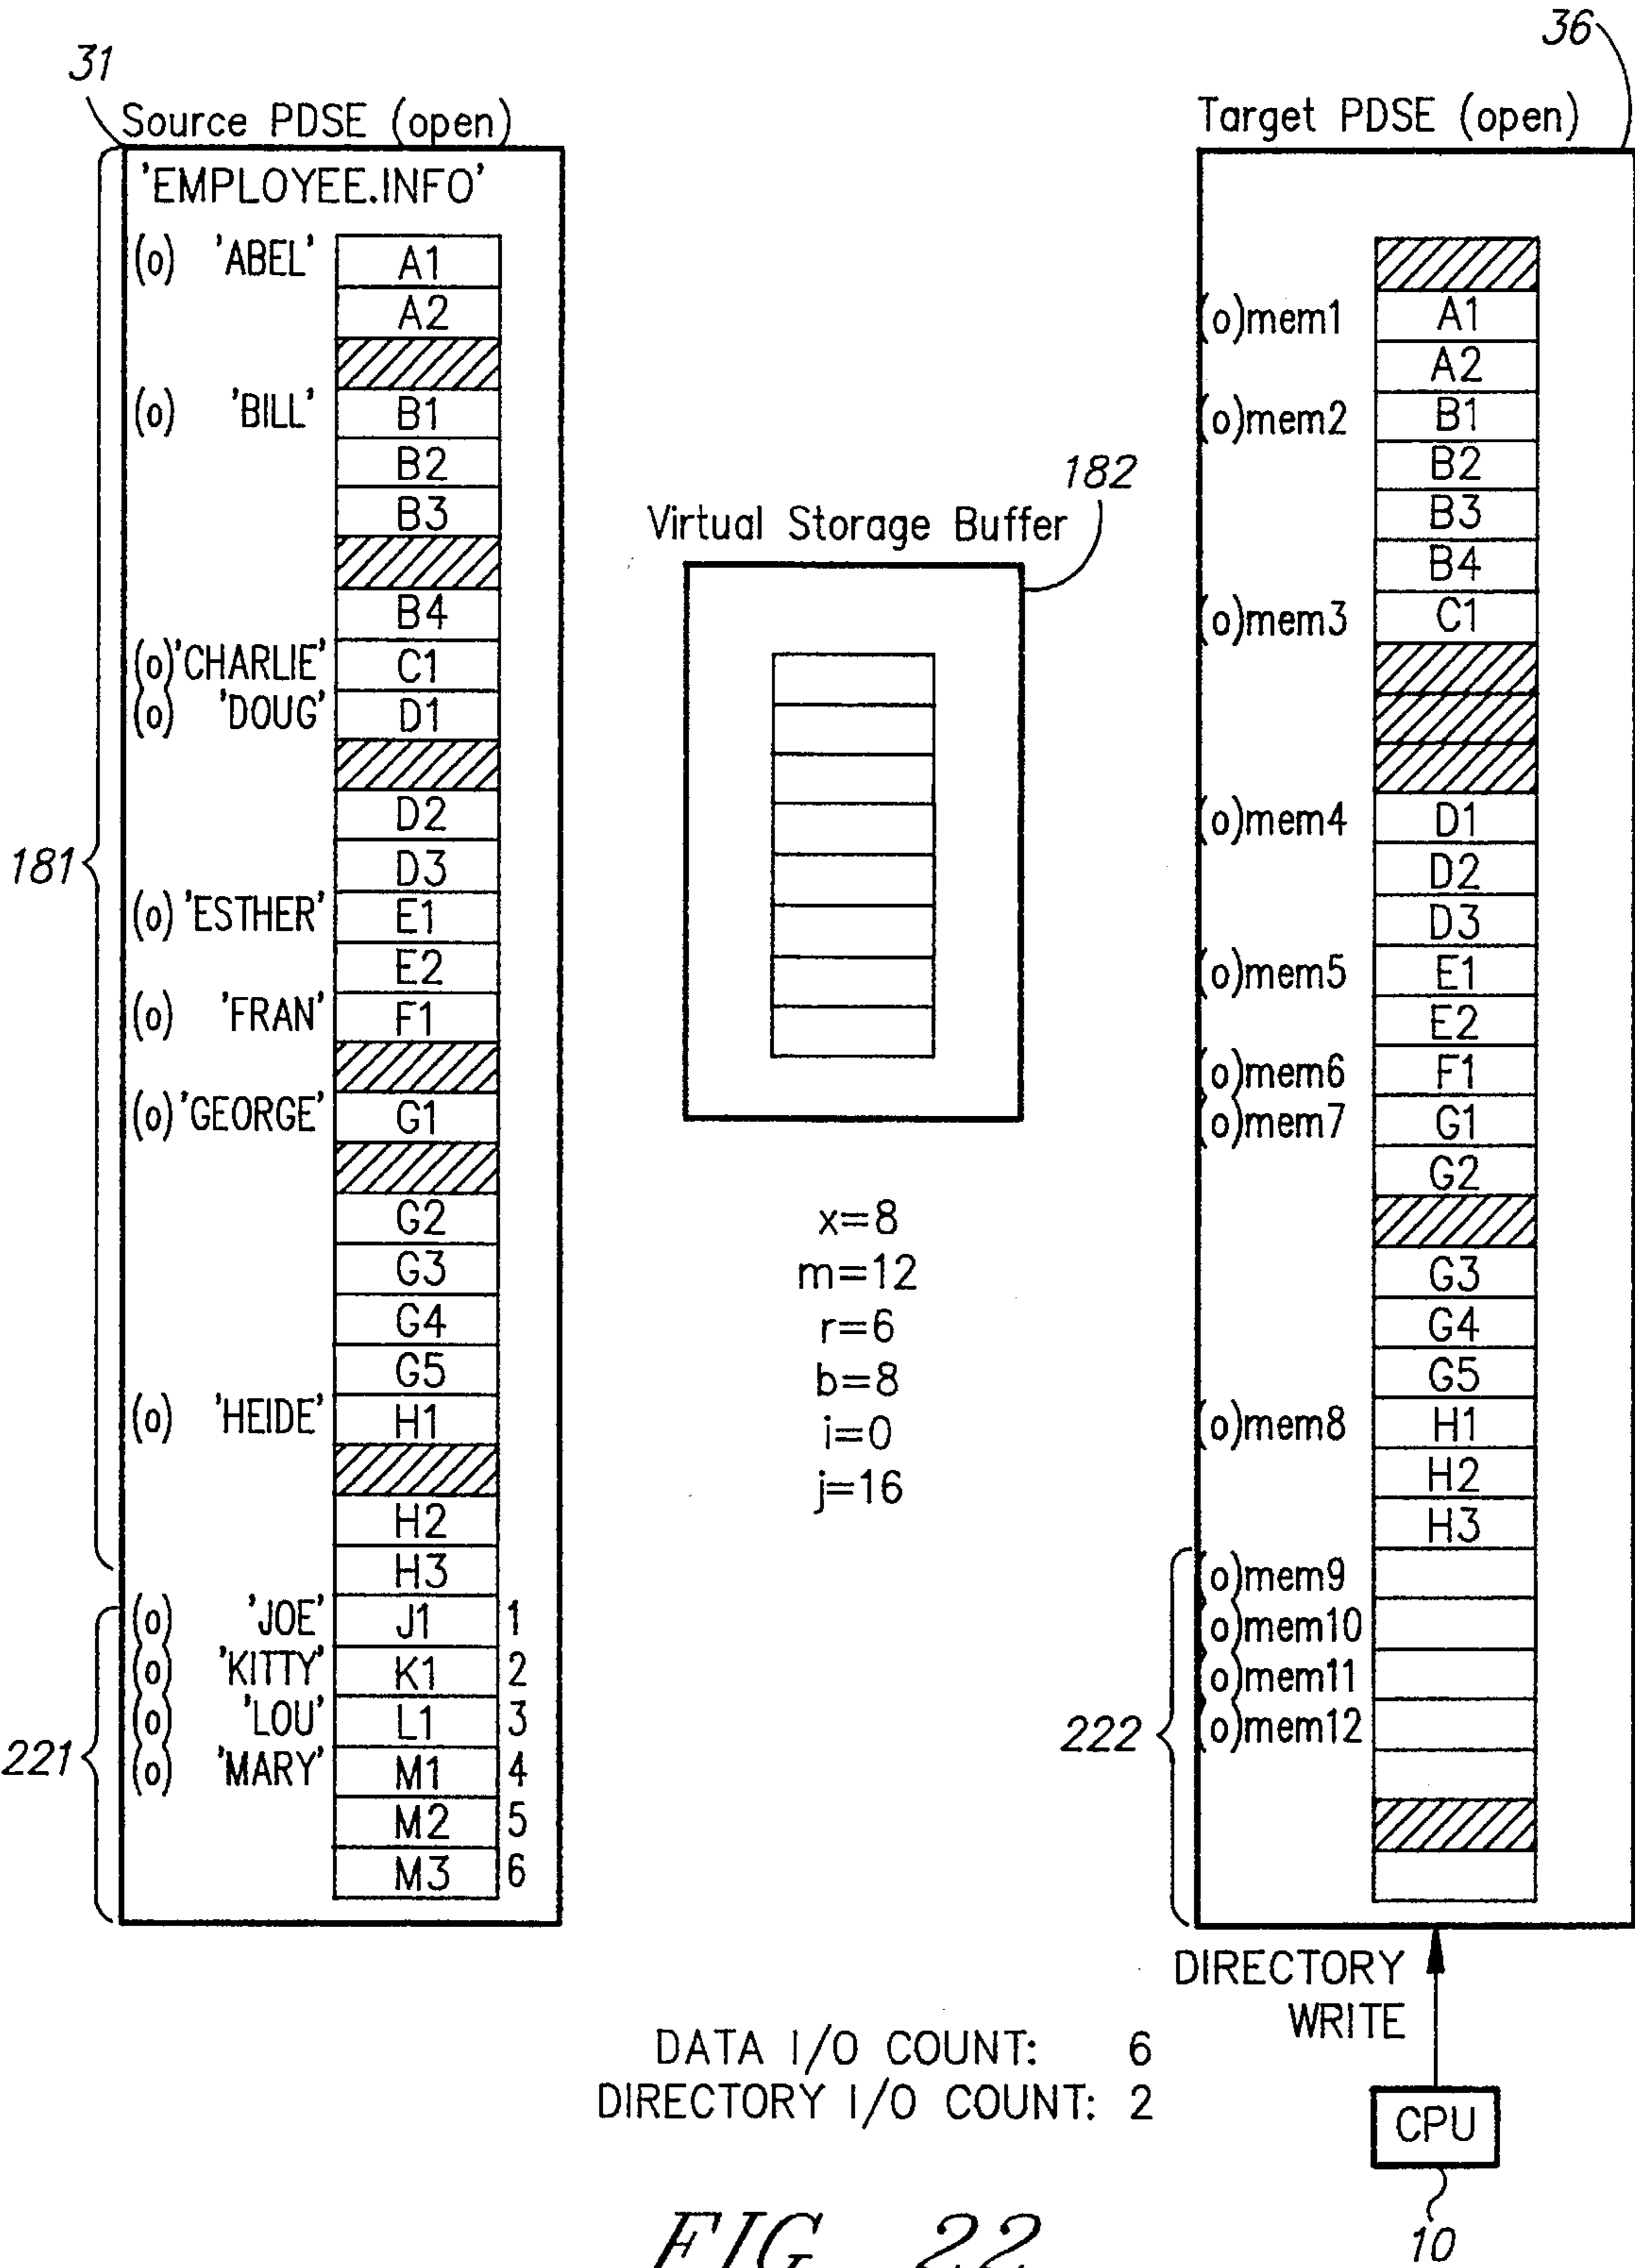 31
Source PDSE (open)
'EMPLOYEE.INFO'
(o) 'ABEL' A1
A2
(o) 'BILL' B1
B2
B3
B4
(o) 'CHARLIE' C1
(o) 'DOUG' D1
D2
D3
(o) 'ESTHER' E1
E2
(o) 'FRAN' F1
(o) 'GEORGE' G1
G2
G3
G4
G5
(o) 'HEIDE' H1
H2
H3
(o) 'JOE' J1 1
(o) 'KITTY' K1 2
(o) 'LOU' L1 3
(o) 'MARY' M1 4
M2 5
M3 6
181
221
Virtual Storage Buffer
182
x=8
m=12
r=6
b=8
i=0
j=16
36
Target PDSE (open)
(o)mem1 A1
A2
(o)mem2 B1
B2
B3
B4
(o)mem3 C1
(o)mem4 D1
D2
D3
(o)mem5 E1
E2
(o)mem6 F1
(o)mem7 G1
G2
G3
G4
G5
(o)mem8 H1
H2
H3
(o)mem9
(o)mem10
(o)mem11
(o)mem12
222
DIRECTORY
WRITE
CPU
10
DATA I/O COUNT: 6
DIRECTORY I/O COUNT: 2
FIG. 22